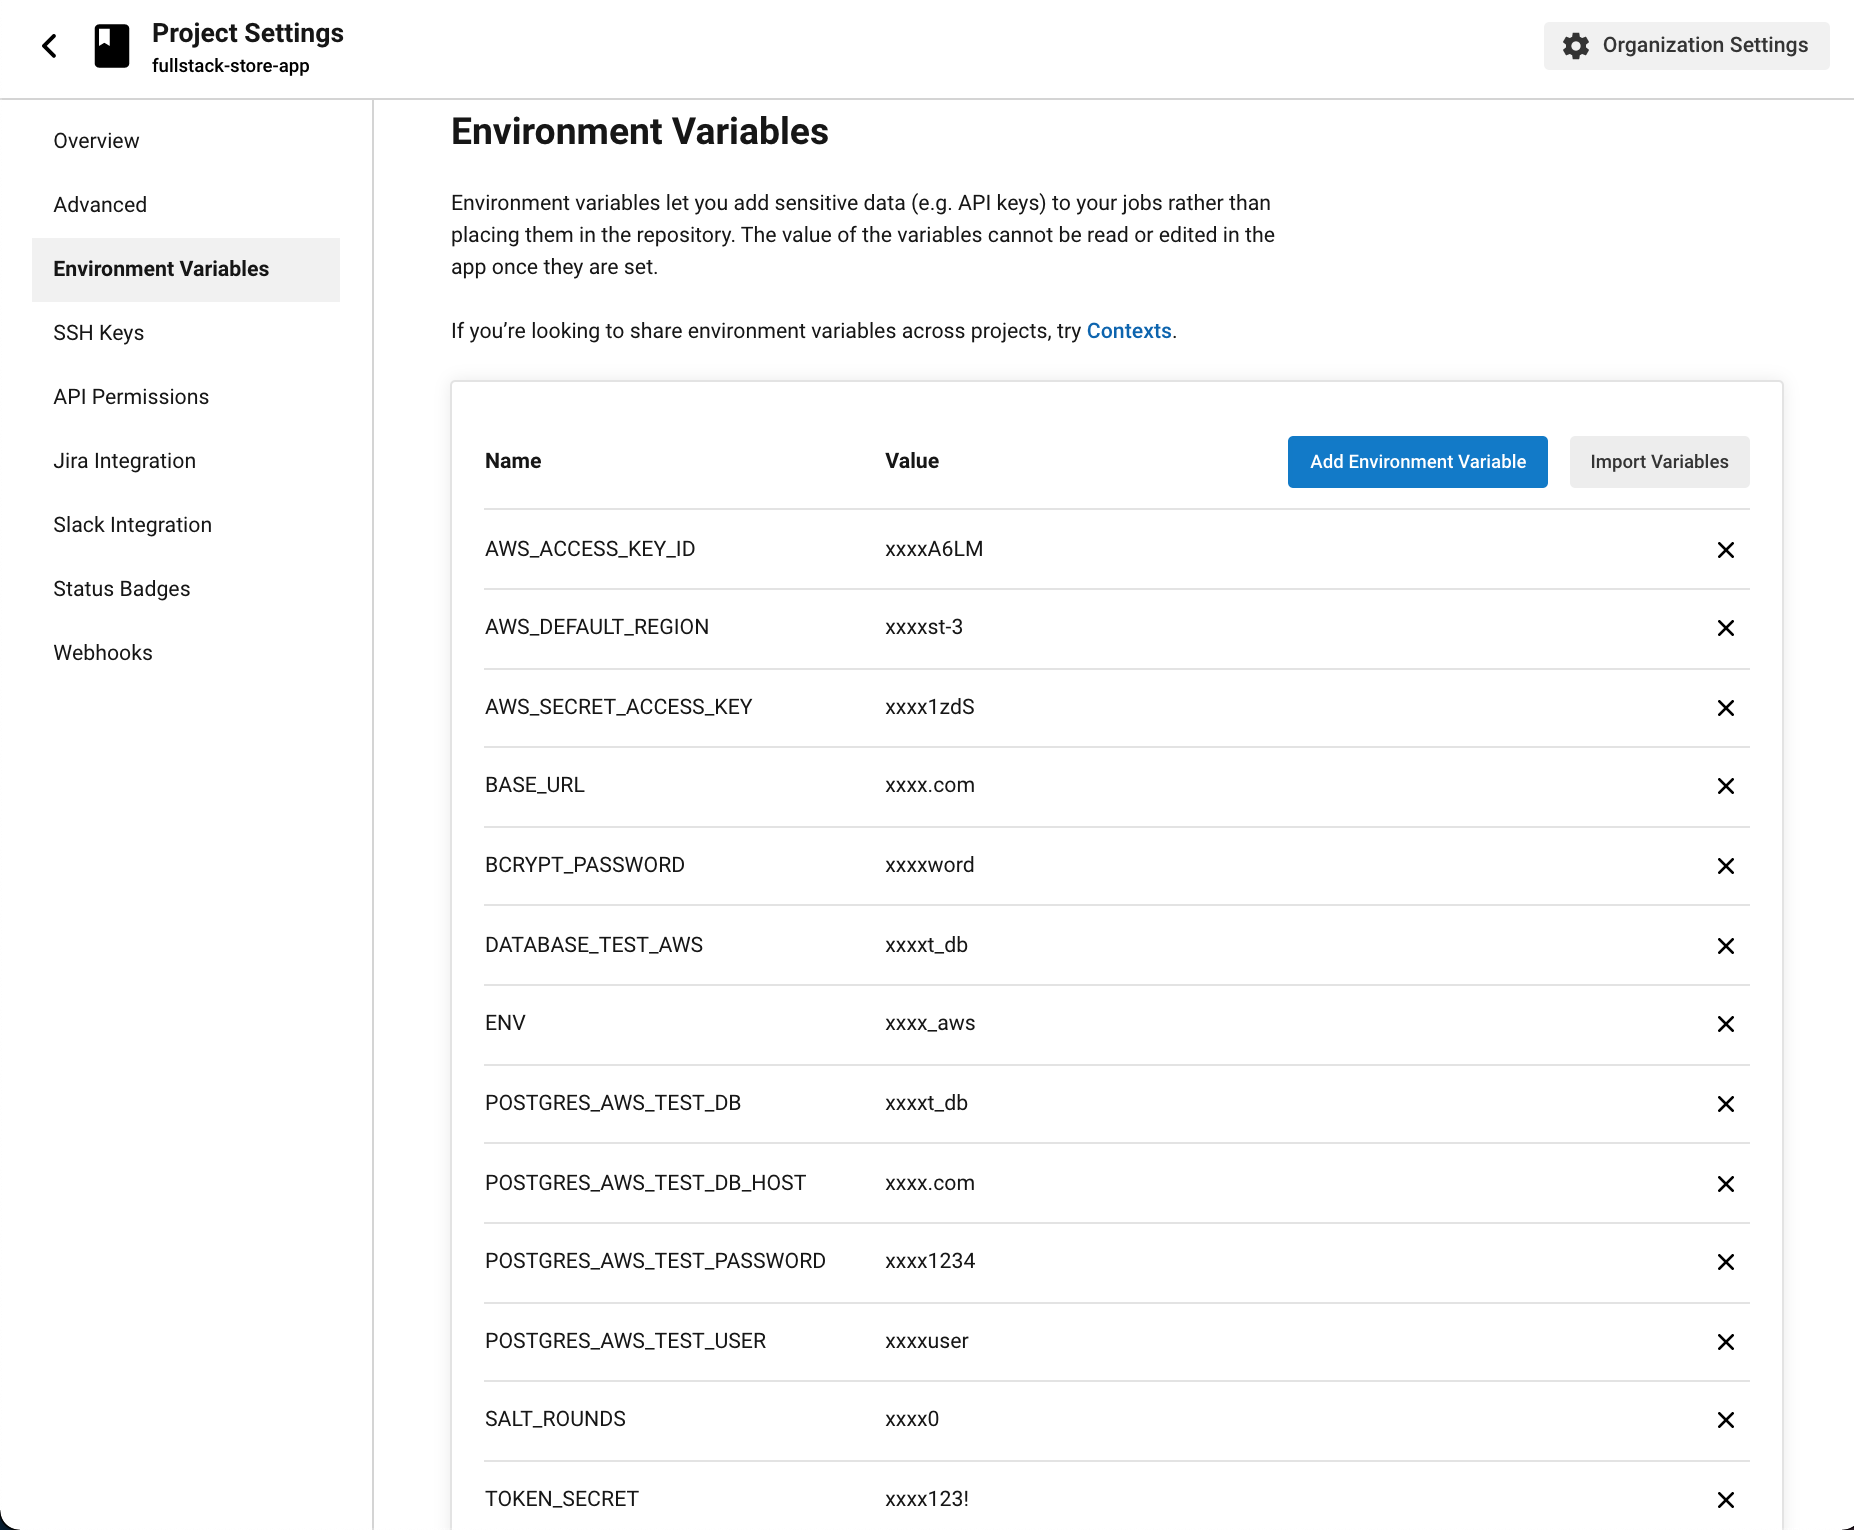 Project Settings
fullstack-store-app
Organization Settings
Overview
Advanced
Environment Variables
SSH Keys
API Permissions
Jira Integration
Slack Integration
Status Badges
Webhooks
Environment Variables
Environment variables let you add sensitive data (e.g. API keys) to your jobs rather than
placing them in the repository. The value of the variables cannot be read or edited in the
app once they are set.
If you’re looking to share environment variables across projects, try Contexts.
Name Value Add Environment Variable Import Variables
AWS_ACCESS_KEY_ID xxxxA6LM
AWS_DEFAULT_REGION xxxxst-3
AWS_SECRET_ACCESS_KEY xxxx1zdS
BASE_URL xxxx.com
BCRYPT_PASSWORD xxxxword
DATABASE_TEST_AWS xxxxt_db
ENV xxxx_aws
POSTGRES_AWS_TEST_DB xxxxt_db
POSTGRES_AWS_TEST_DB_HOST xxxx.com
POSTGRES_AWS_TEST_PASSWORD xxxx1234
POSTGRES_AWS_TEST_USER xxxxuser
SALT_ROUNDS xxxx0
TOKEN_SECRET xxxx123!